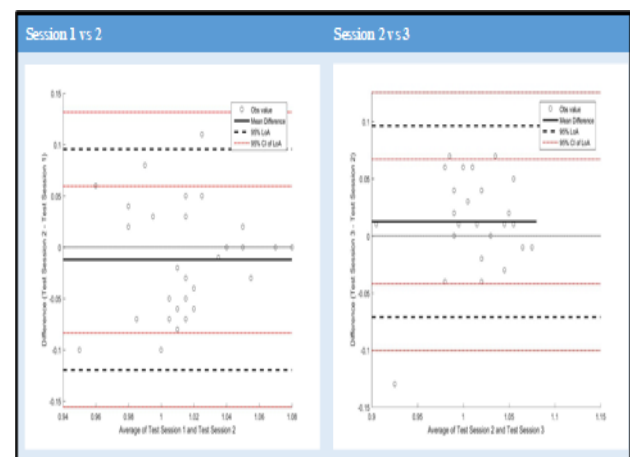 Session 1 vs 2
Session 2 vs 3
0.15
0.1
0.05
0
-0.05
-0.1
-0.15
0.94
0.96
0.98
1
1.02
1.04
1.06
1.08
Difference (Test Session 2 - Test Session 1)
Average of Test Session 1 and Test Session 2
Obs value
Mean Difference
95% LoA
95% CI of LoA
0.1
0.05
0
-0.05
-0.1
-0.15
0.9
0.95
1
1.05
1.1
1.15
Difference (Test Session 3 - Test Session 2)
Average of Test Session 2 and Test Session 3
Obs value
Mean Difference
95% LoA
95% CI of LoA